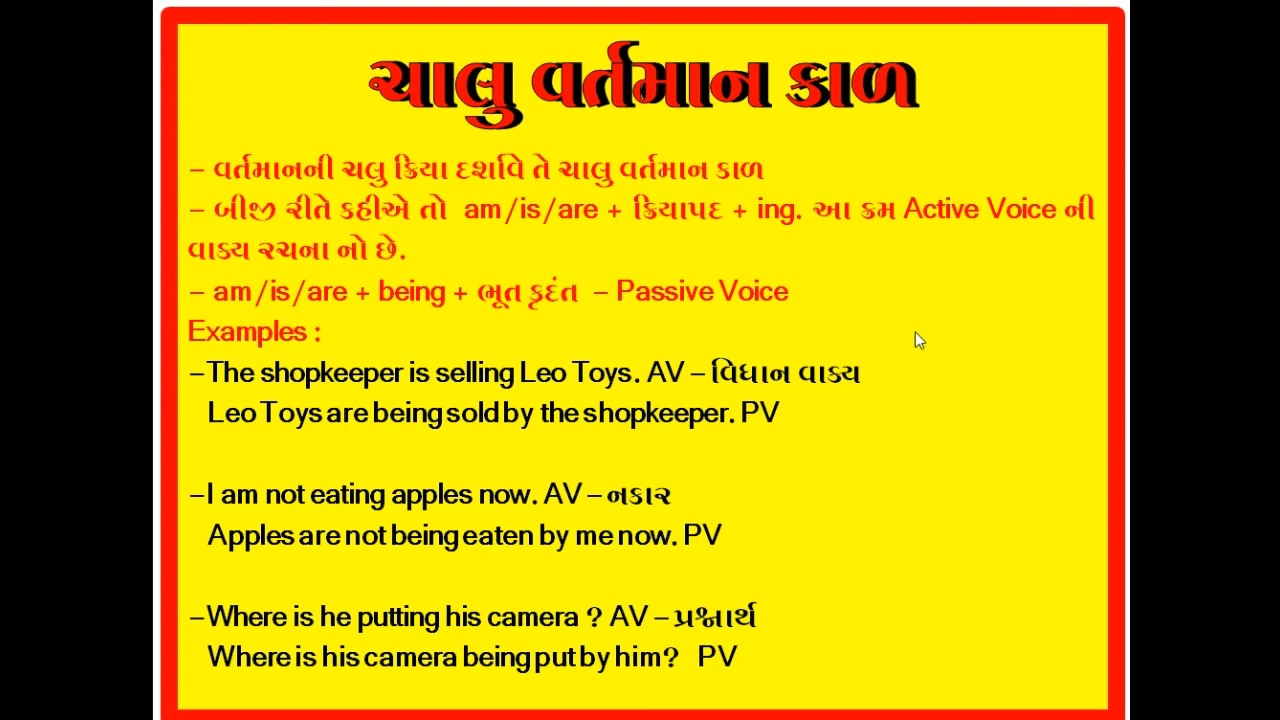 ચાલુ વર્તમાન કાળ
– વર્તમાનની ચલુ ક્રિયા દર્શાવે તે ચાલુ વર્તમાન કાળ
– બીજી રીતે કહીએ તો am/is/are + ક્રિયાપદ + ing. આ ક્રમ Active Voice ની
વાક્ય રચના નો છે.
– am/is/are + being + ભૂત કૃદંત – Passive Voice
Examples :
–The shopkeeper is selling Leo Toys. AV – વિધાન વાક્ય
Leo Toys are being sold by the shopkeeper. PV
–I am not eating apples now. AV – નકાર
Apples are not being eaten by me now. PV
–Where is he putting his camera ? AV – પ્રશ્નાર્થ
Where is his camera being put by him? PV